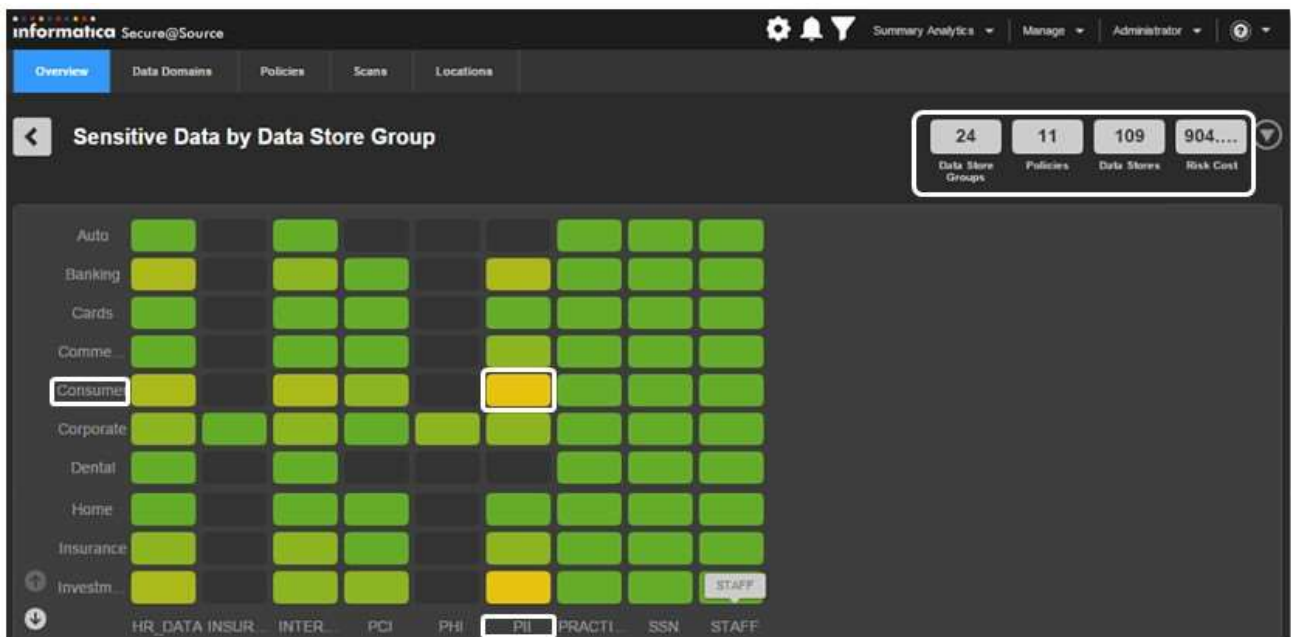 informatica Secure@Source Summary Analytics Manage Administrator
Overview Data Domains Policies Scans Locations
Sensitive Data by Data Store Group
24 11 109 904....
Data Store Groups Policies Data Stores Risk Cost
Auto
Banking
Cards
Comme...
Consumer
Corporate
Dental
Home
Insurance
Investm...
STAFF
HR_DATA INSUR... INTER... PCI PHI PII PRACTI... SSN STAFF